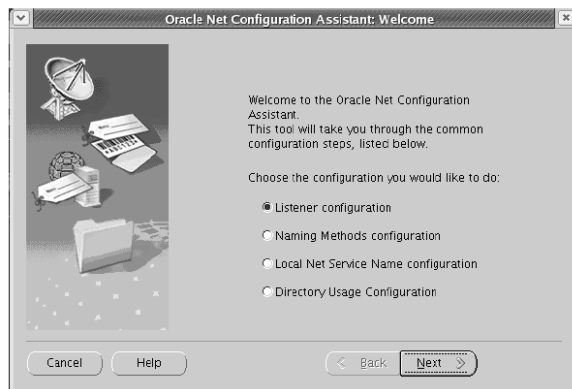 Oracle Net Configuration Assistant: Welcome
Welcome to the Oracle Net Configuration
Assistant.
This tool will take you through the common
configuration steps, listed below.
Choose the configuration you would like to do:
Listener configuration
Naming Methods configuration
Local Net Service Name configuration
Directory Usage Configuration
Cancel
Help
Back
Next